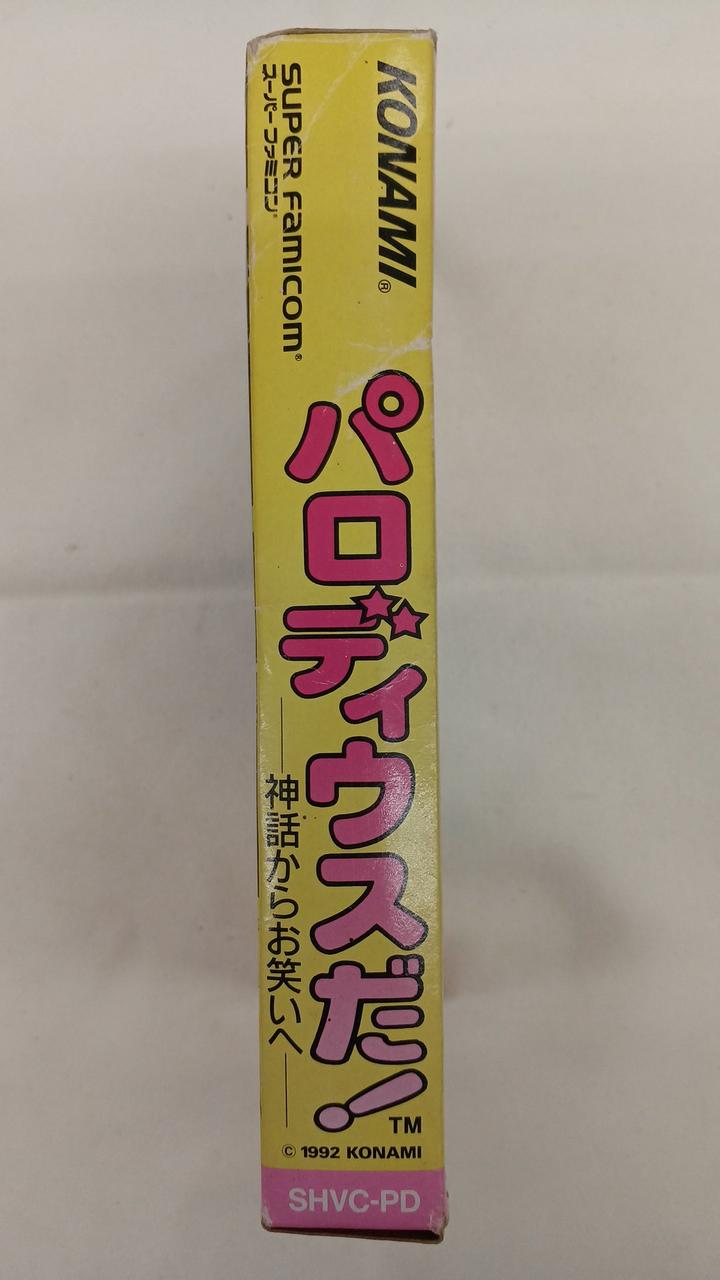 KONAMI®
SUPER Famicom®
スーパーファミコン®
パロディウスだ!
TM
神話からお笑いへ
© 1992 KONAMI
SHVC-PD